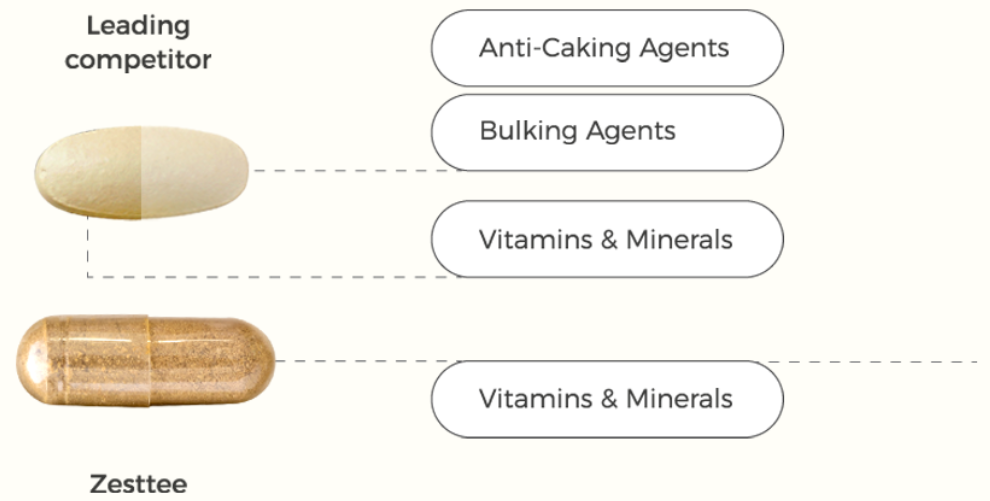 Leading
competitor
Anti-Caking Agents
Bulking Agents
Vitamins & Minerals
Vitamins & Minerals
Zesttee